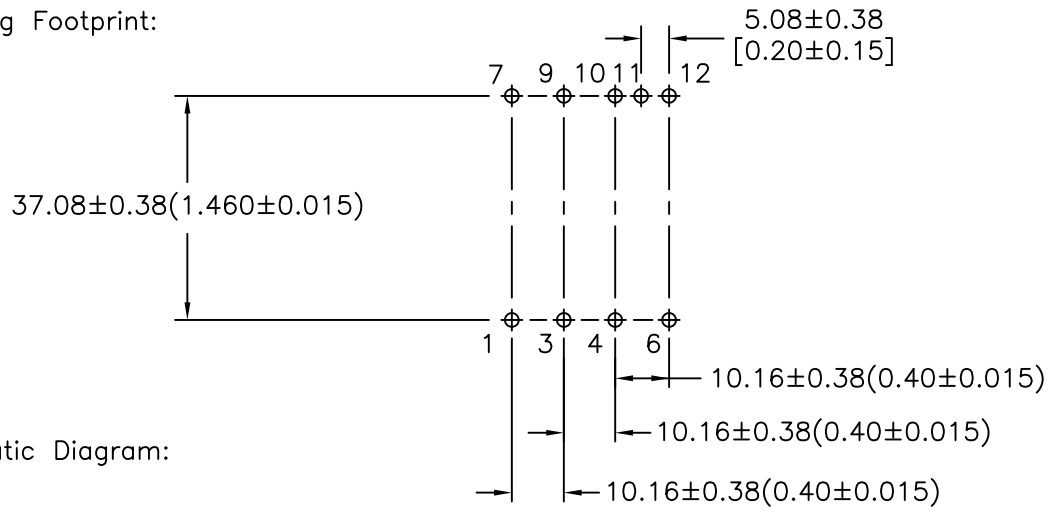 g Footprint:
5.08±0.38
[0.20±0.15]
7 9 10 11 12
37.08±0.38(1.460±0.015)
1 3 4 6
10.16±0.38(0.40±0.015)
10.16±0.38(0.40±0.015)
atic Diagram:
10.16±0.38(0.40±0.015)